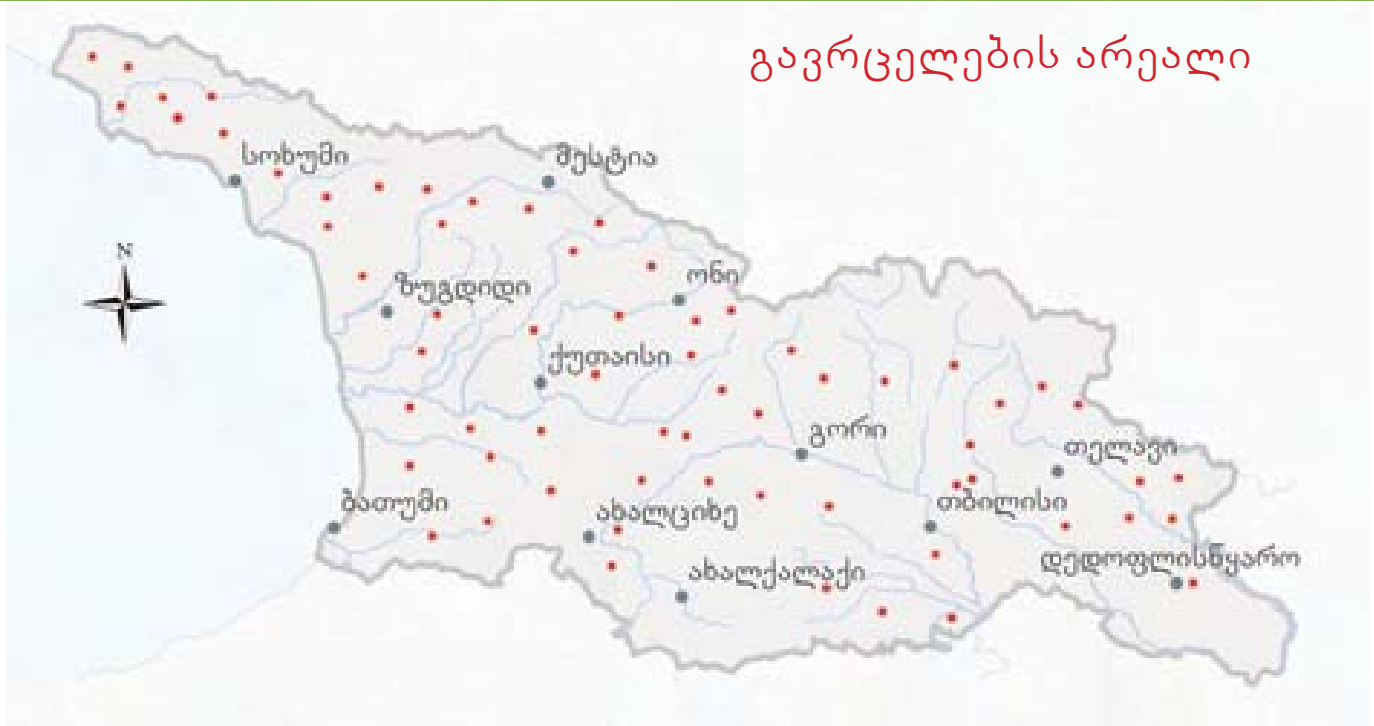 გავრცელების არეალი
სოხუმი
მესტია
N
ონი
ზუგდიდი
ქუთაისი
გორი
თელავი
ბათუმი
ახალციხე
თბილისი
დედოფლისწყარო
ახალქალაქი